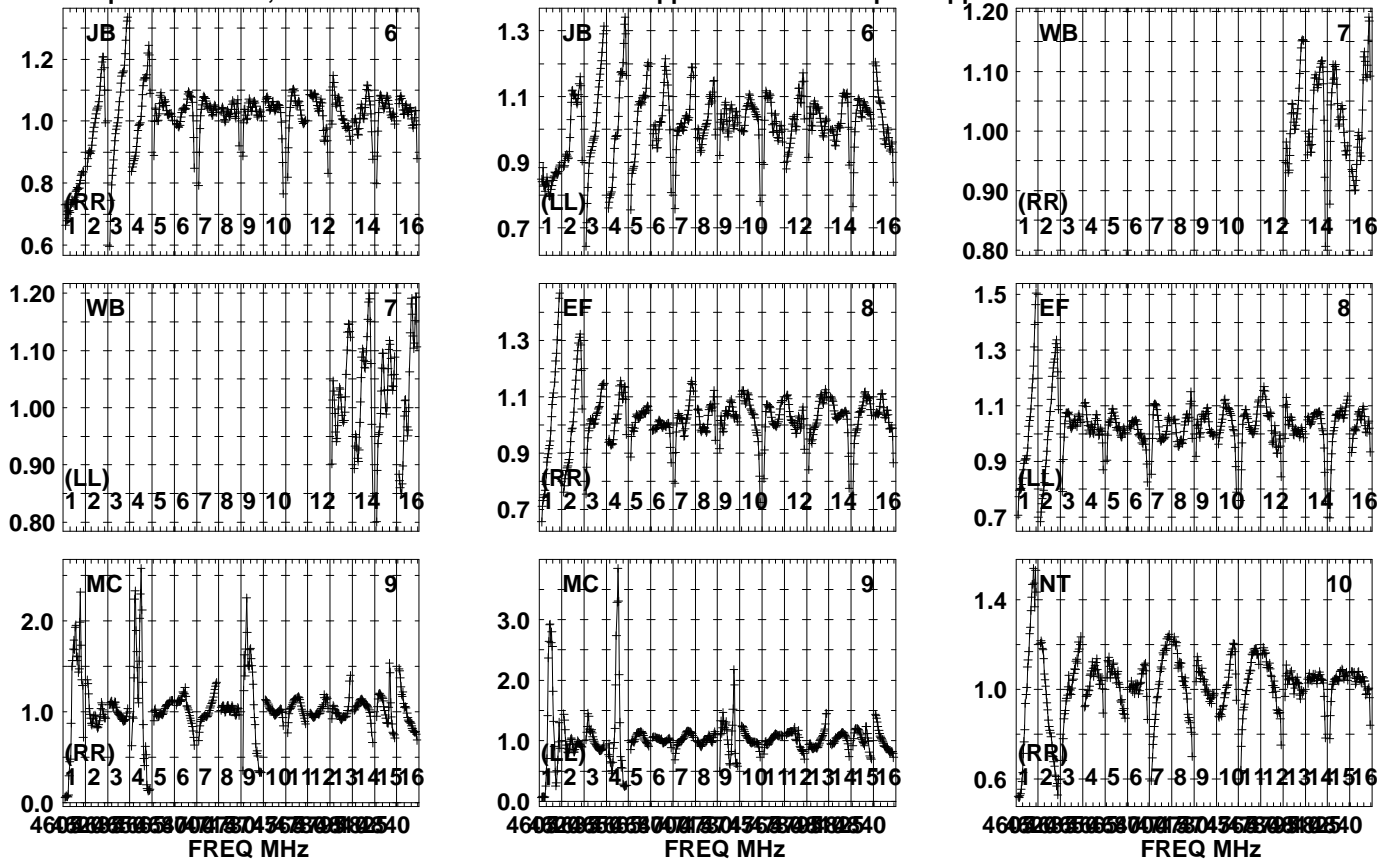 JB 6
1.2
1.0
0.8
0.6
(RR)
1 2 3 4 5 6 7 8 9 10 12 14 16
JB 6
1.3
1.1
0.9
0.7
(LL)
1 2 3 4 5 6 7 8 9 10 12 14 16
WB 7
1.20
1.10
1.00
0.90
0.80
(RR)
1 2 3 4 5 6 7 8 9 10 12 14 16
WB 7
1.20
1.10
1.00
0.90
0.80
(LL)
1 2 3 4 5 6 7 8 9 10 12 14 16
EF 8
1.3
1.1
0.9
0.7
(RR)
1 2 3 4 5 6 7 8 9 10 12 14 16
EF 8
1.5
1.3
1.1
0.9
0.7
(LL)
1 2 3 4 5 6 7 8 9 10 12 14 16
MC 9
2.0
1.0
0.0
(RR)
1 2 3 4 5 6 7 8 9 10 11 12 13 14 15 16
FREQ MHz
MC 9
3.0
2.0
1.0
0.0
(LL)
1 2 3 4 5 6 7 8 9 10 11 12 13 14 15 16
FREQ MHz
NT 10
1.4
1.0
0.6
(RR)
1 2 3 4 5 6 7 8 9 10 11 12 13 14 15 16
FREQ MHz